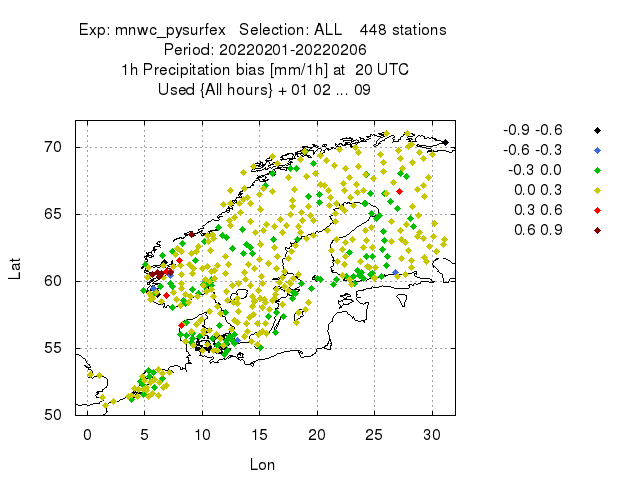 Exp: mnwc_pysurfex Selection: ALL 448 stations
Period: 20220201-20220206
1h Precipitation bias [mm/1h] at 20 UTC
Used {All hours} + 01 02 ... 09
-0.9 -0.6
-0.6 -0.3
-0.3 0.0
0.0 0.3
0.3 0.6
0.6 0.9
70
65
60
55
50
Lat
0 5 10 15 20 25 30
Lon